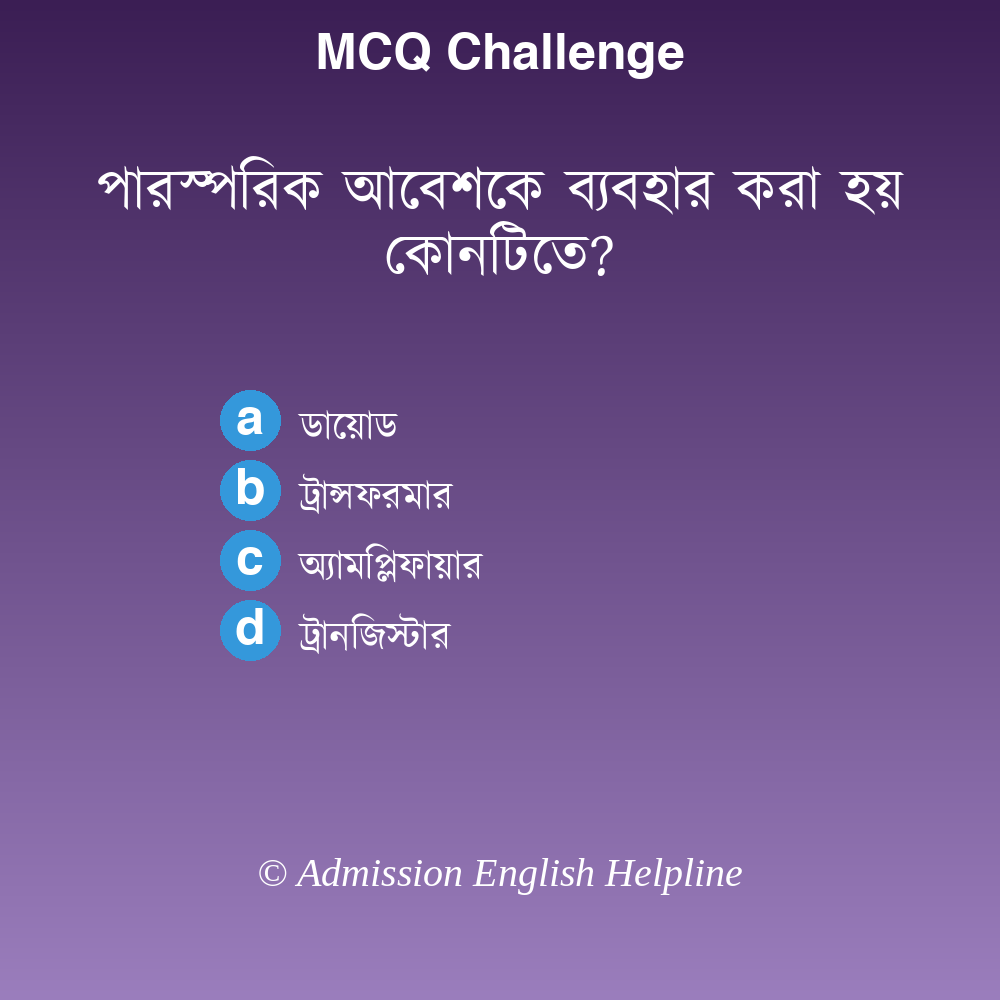 MCQ Challenge
পারস্পরিক আবেশকে ব্যবহার করা হয়
কোনটিতে?
a ডায়োড
b ট্রান্সফরমার
c অ্যামপ্লিফায়ার
d ট্রানজিস্টার
© Admission English Helpline